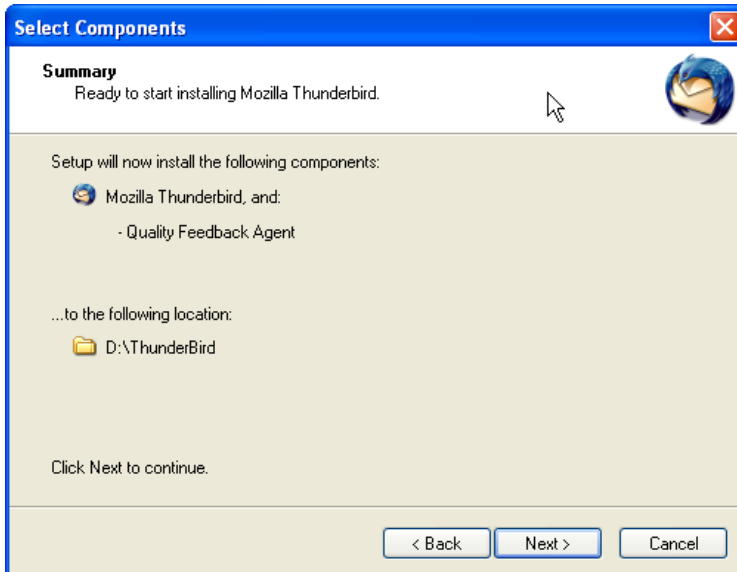 Select Components
Summary
Ready to start installing Mozilla Thunderbird.
Setup will now install the following components:
Mozilla Thunderbird, and:
- Quality Feedback Agent
...to the following location:
D:\ThunderBird
Click Next to continue.
< Back Next > Cancel